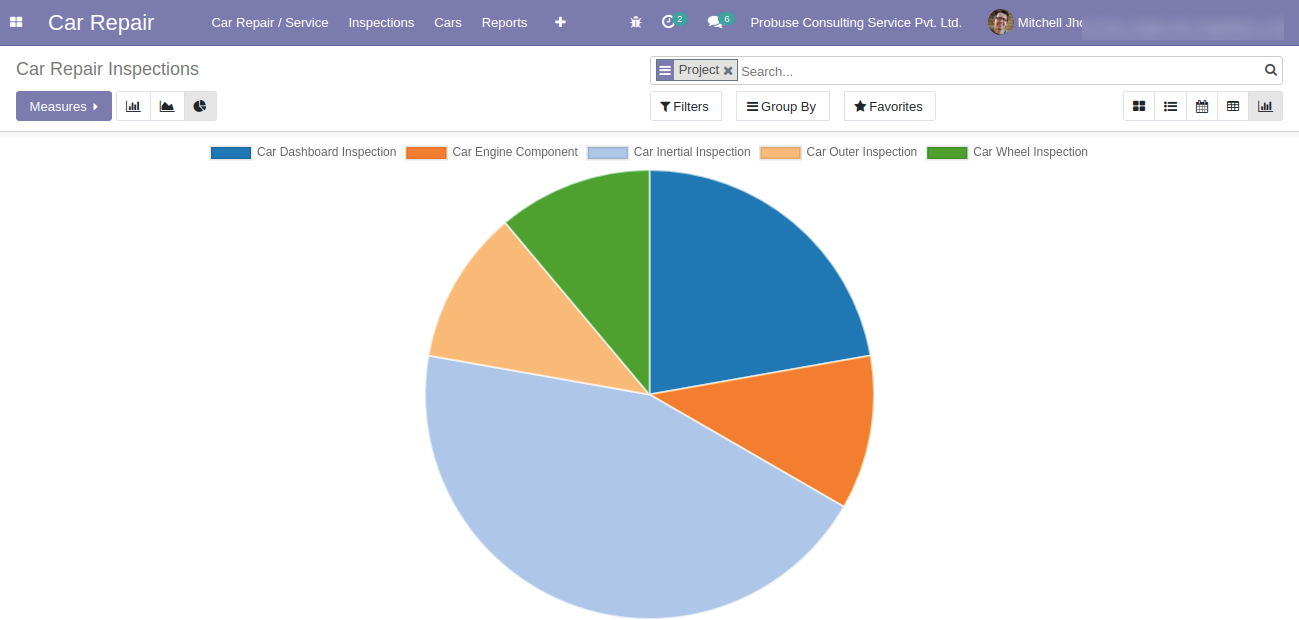 Car Repair Car Repair / Service Inspections Cars Reports 2 6 Probuse Consulting Service Pvt. Ltd. Mitchell
Car Repair Inspections Project Search...
Measures Filters Group By Favorites
Car Dashboard Inspection Car Engine Component Car Inertial Inspection Car Outer Inspection Car Wheel Inspection